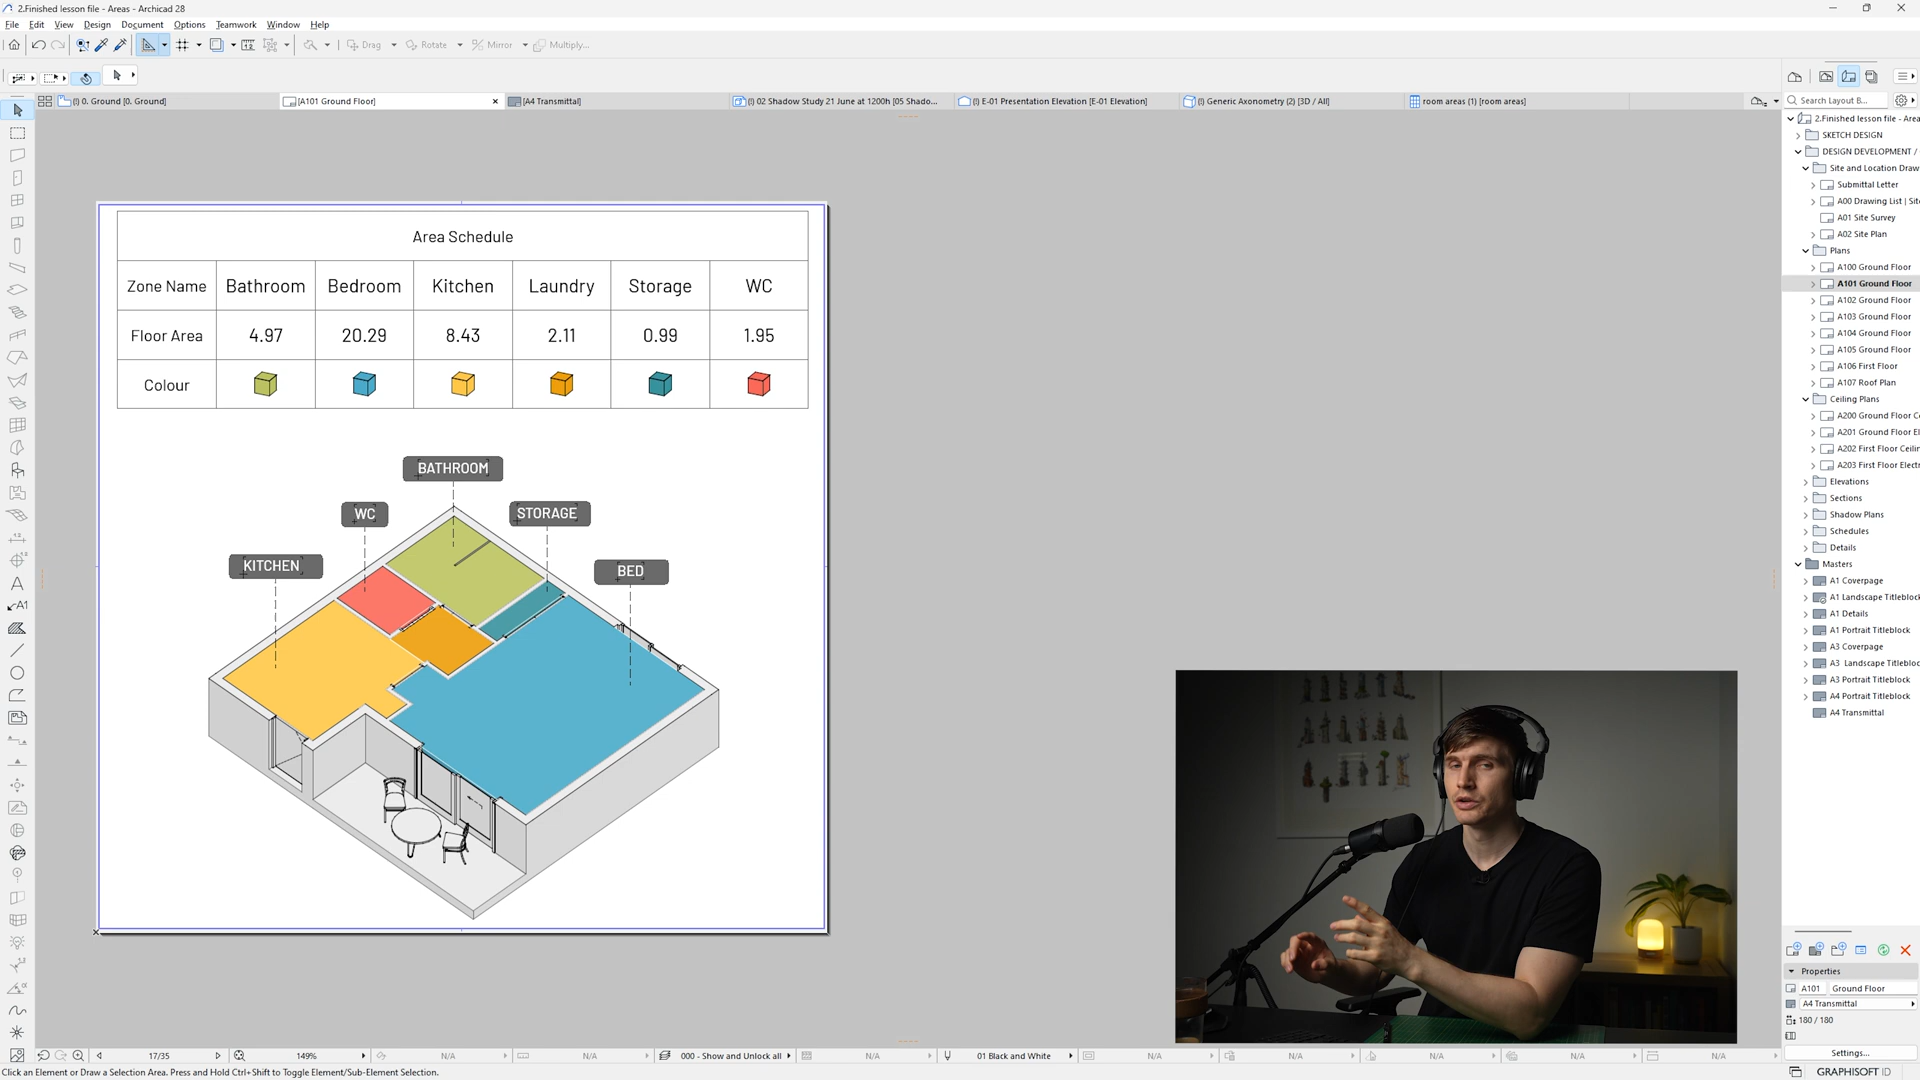 2.Finished lesson file - Areas - Archicad 28
File Edit View Design Document Options Teamwork Window Help
Drag Rotate Mirror Multiply...
(!) 0. Ground [0. Ground]
[A101 Ground Floor]
[A4 Transmittal]
(!) 02 Shadow Study 21 June at 1200h [05 Shado...
(!) E-01 Presentation Elevation [E-01 Elevation]
(!) Generic Axonometry (2) [3D / All]
room areas (1) [room areas]
Search Layout B...
2.Finished lesson file - Area
SKETCH DESIGN
DESIGN DEVELOPMENT /
Site and Location Draw
Submittal Letter
A00 Drawing List | Sit
A01 Site Survey
A02 Site Plan
Plans
A100 Ground Floor
A101 Ground Floor
A102 Ground Floor
A103 Ground Floor
A104 Ground Floor
A105 Ground Floor
A106 First Floor
A107 Roof Plan
Ceiling Plans
A200 Ground Floor C
A201 Ground Floor El
A202 First Floor Ceilin
A203 First Floor Electr
Elevations
Sections
Shadow Plans
Schedules
Details
Masters
A1 Coverpage
A1 Landscape Titleblock
A1 Details
A1 Portrait Titleblock
A3 Coverpage
A3 Landscape Titlebloc
A3 Portrait Titleblock
A4 Portrait Titleblock
A4 Transmittal
Area Schedule
Zone Name Bathroom Bedroom Kitchen Laundry Storage WC
Floor Area 4.97 20.29 8.43 2.11 0.99 1.95
Colour
BATHROOM
WC
STORAGE
KITCHEN
BED
A1
Properties
A101 Ground Floor
A4 Transmittal
180 / 180
Settings...
17/35
149%
N/A
N/A
000 - Show and Unlock all
N/A
01 Black and White
N/A
N/A
N/A
N/A
N/A
Click an Element or Draw a Selection Area. Press and Hold Ctrl+Shift to Toggle Element/Sub-Element Selection.
GRAPHISOFT ID